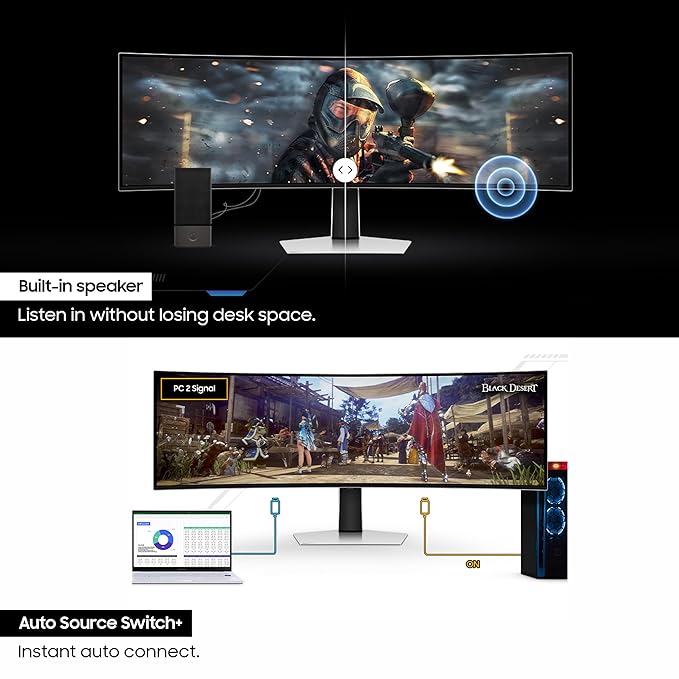 Built-in speaker
Listen in without losing desk space.
PC 2 Signal
BLACK DESERT
ON
Auto Source Switch+
Instant auto connect.